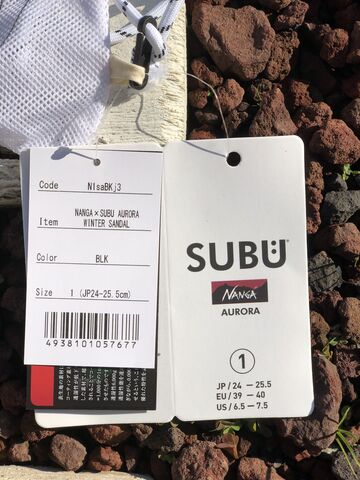 Code NIsaBKj3
Item NANGA×SUBU AURORA
WINTER SANDAL
Color BLK
Size 1 (JP24-25.5cm)
4938101057677
SUBU
NANGA
AURORA
1
JP / 24 - 25.5
EU / 39 - 40
US / 6.5 - 7.5